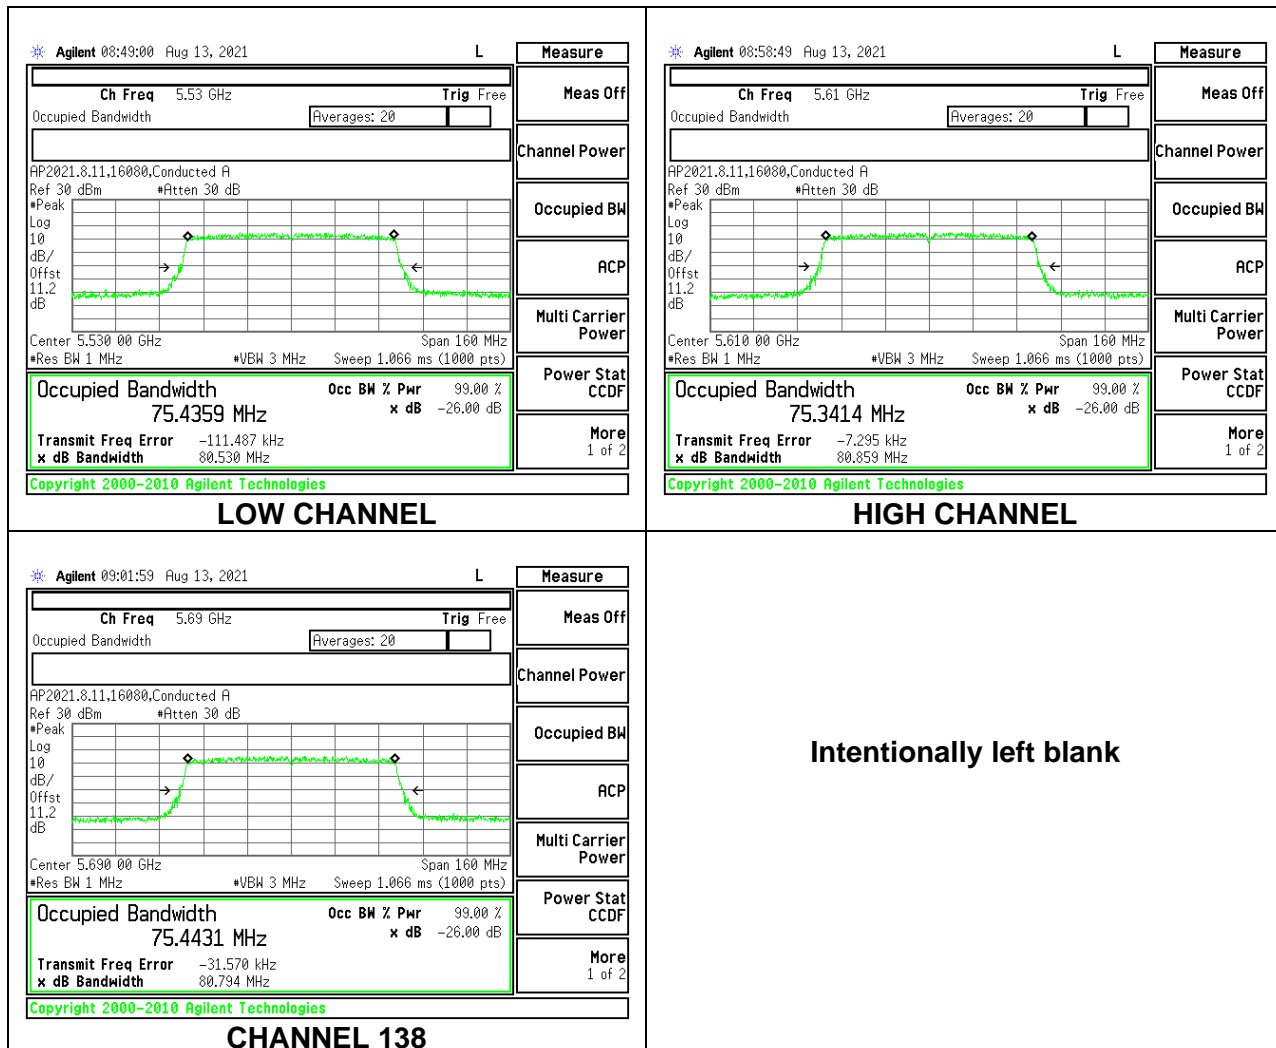 Agilent 08:49:00 Aug 13, 2021 L Measure
Ch Freq 5.53 GHz Trig Free
Occupied Bandwidth Averages: 20
AP2021.8.11,16080,Conducted A
Ref 30 dBm #Atten 30 dB
#Peak
Log
10
dB/
Offst
11.2
dB
Center 5.530 00 GHz Span 160 MHz
#Res BW 1 MHz #VBW 3 MHz Sweep 1.066 ms (1000 pts)
Occupied Bandwidth Occ BW % Pwr 99.00 %
75.4359 MHz x dB -26.00 dB
Transmit Freq Error -111.487 kHz
x dB Bandwidth 80.530 MHz
Copyright 2000-2010 Agilent Technologies
Meas Off
Channel Power
Occupied BW
ACP
Multi Carrier
Power
Power Stat
CCDF
More
1 of 2
LOW CHANNEL
Agilent 08:58:49 Aug 13, 2021 L Measure
Ch Freq 5.61 GHz Trig Free
Occupied Bandwidth Averages: 20
AP2021.8.11,16080,Conducted A
Ref 30 dBm #Atten 30 dB
#Peak
Log
10
dB/
Offst
11.2
dB
Center 5.610 00 GHz Span 160 MHz
#Res BW 1 MHz #VBW 3 MHz Sweep 1.066 ms (1000 pts)
Occupied Bandwidth Occ BW % Pwr 99.00 %
75.3414 MHz x dB -26.00 dB
Transmit Freq Error -7.295 kHz
x dB Bandwidth 80.859 MHz
Copyright 2000-2010 Agilent Technologies
Meas Off
Channel Power
Occupied BW
ACP
Multi Carrier
Power
Power Stat
CCDF
More
1 of 2
HIGH CHANNEL
Agilent 09:01:59 Aug 13, 2021 L Measure
Ch Freq 5.69 GHz Trig Free
Occupied Bandwidth Averages: 20
AP2021.8.11,16080,Conducted A
Ref 30 dBm #Atten 30 dB
#Peak
Log
10
dB/
Offst
11.2
dB
Center 5.690 00 GHz Span 160 MHz
#Res BW 1 MHz #VBW 3 MHz Sweep 1.066 ms (1000 pts)
Occupied Bandwidth Occ BW % Pwr 99.00 %
75.4431 MHz x dB -26.00 dB
Transmit Freq Error -31.570 kHz
x dB Bandwidth 80.794 MHz
Copyright 2000-2010 Agilent Technologies
Meas Off
Channel Power
Occupied BW
ACP
Multi Carrier
Power
Power Stat
CCDF
More
1 of 2
CHANNEL 138
Intentionally left blank